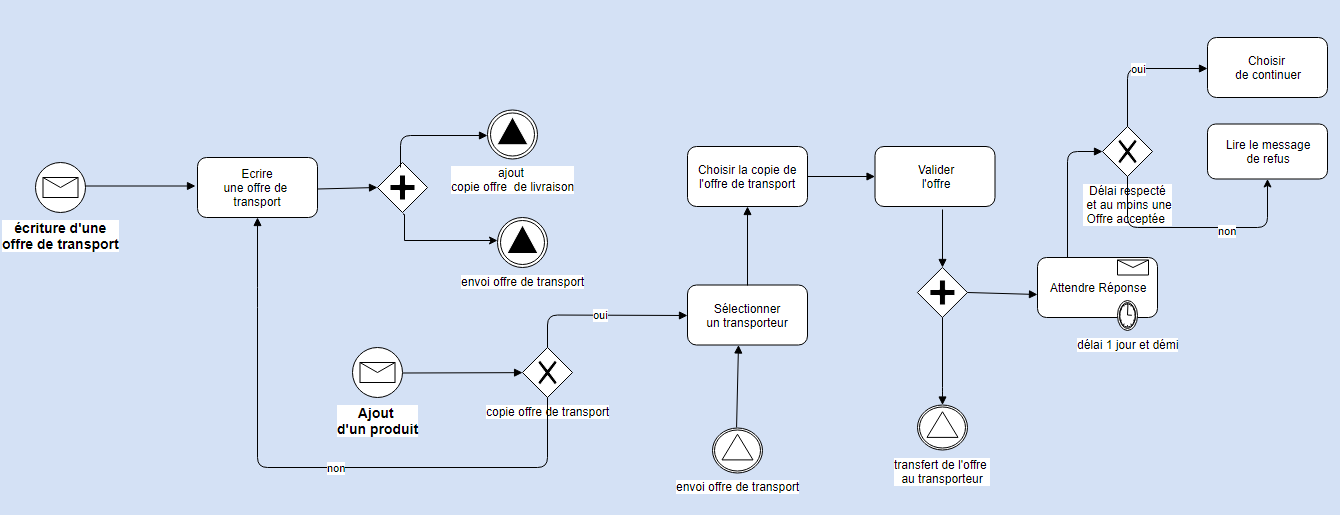 écriture d'une
offre de transport
Ecrire
une offre de
transport
ajout
copie offre  de livraison
envoi offre de transport
Ajout
d'un produit
copie offre de transport
oui
non
Sélectionner
un transporteur
envoi offre de transport
Choisir la copie de
l'offre de transport
Valider
l'offre
transfert de l'offre
au transporteur
Attendre Réponse
délai 1 jour et démi
Délai respecté
et au moins une
Offre acceptée
oui
Choisir
de continuer
non
Lire le message
de refus